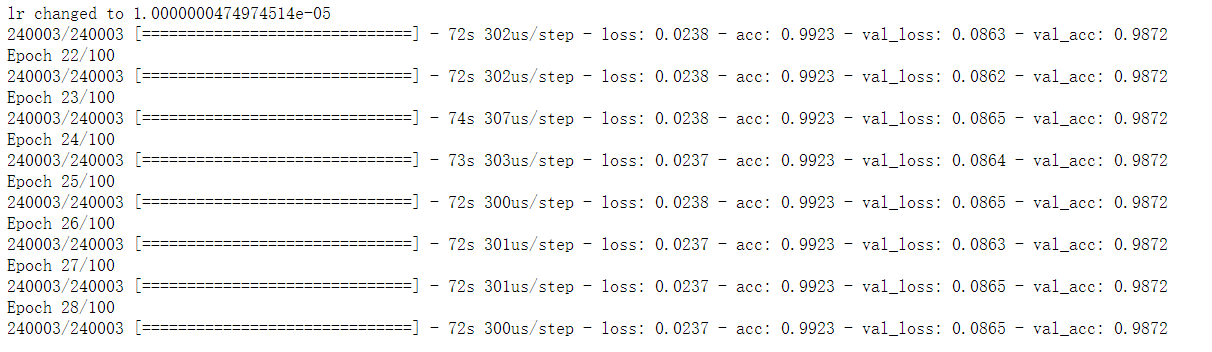 lr changed to 1.0000000474974514e-05
240003/240003 [==============================] - 72s 302us/step - loss: 0.0238 - acc: 0.9923 - val_loss: 0.0863 - val_acc: 0.9872
Epoch 22/100
240003/240003 [==============================] - 72s 302us/step - loss: 0.0238 - acc: 0.9923 - val_loss: 0.0862 - val_acc: 0.9872
Epoch 23/100
240003/240003 [==============================] - 74s 307us/step - loss: 0.0238 - acc: 0.9923 - val_loss: 0.0865 - val_acc: 0.9872
Epoch 24/100
240003/240003 [==============================] - 73s 303us/step - loss: 0.0237 - acc: 0.9923 - val_loss: 0.0864 - val_acc: 0.9872
Epoch 25/100
240003/240003 [==============================] - 72s 300us/step - loss: 0.0238 - acc: 0.9923 - val_loss: 0.0865 - val_acc: 0.9872
Epoch 26/100
240003/240003 [==============================] - 72s 301us/step - loss: 0.0237 - acc: 0.9923 - val_loss: 0.0863 - val_acc: 0.9872
Epoch 27/100
240003/240003 [==============================] - 72s 301us/step - loss: 0.0237 - acc: 0.9923 - val_loss: 0.0865 - val_acc: 0.9872
Epoch 28/100
240003/240003 [==============================] - 72s 300us/step - loss: 0.0237 - acc: 0.9923 - val_loss: 0.0865 - val_acc: 0.9872